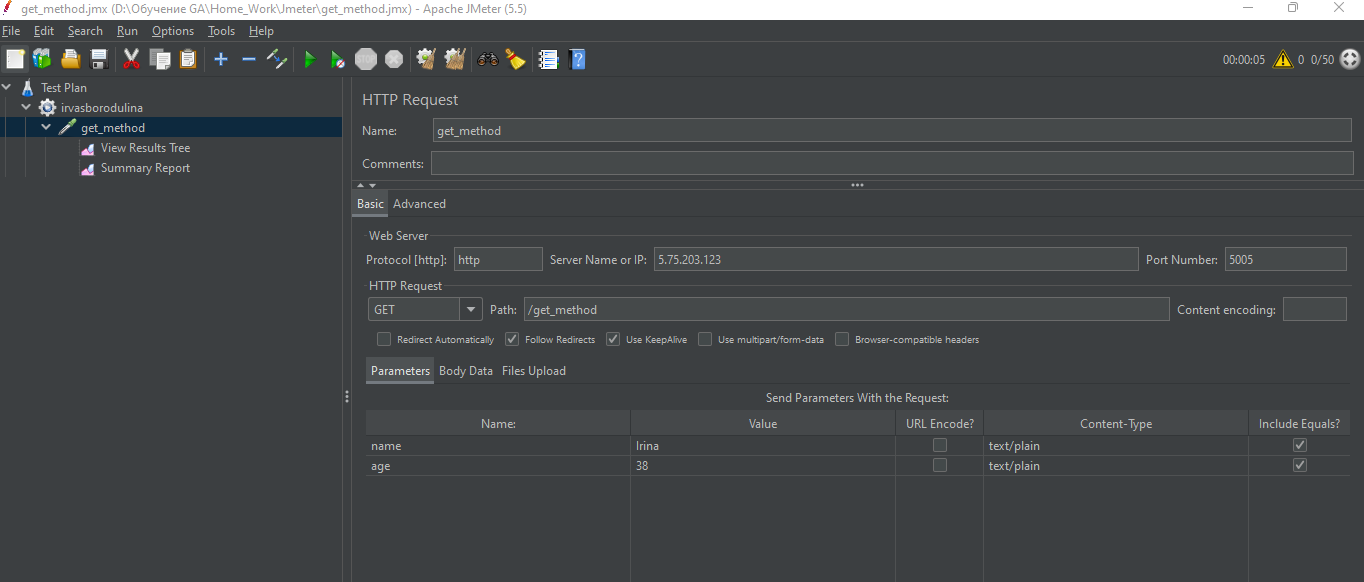 get_method.jmx (D:\Обучение GA\Home_Work\Jmeter\get_method.jmx) - Apache JMeter (5.5)
File Edit Search Run Options Tools Help
00:00:05 0 0/50
Test Plan
irvasborodulina
get_method
View Results Tree
Summary Report
HTTP Request
Name: get_method
Comments:
Basic Advanced
Web Server
Protocol [http]: http Server Name or IP: 5.75.203.123 Port Number: 5005
HTTP Request
GET Path: /get_method Content encoding:
Redirect Automatically Follow Redirects Use KeepAlive Use multipart/form-data Browser-compatible headers
Parameters Body Data Files Upload
Send Parameters With the Request:
Name: Value URL Encode? Content-Type Include Equals?
name Irina text/plain
age 38 text/plain